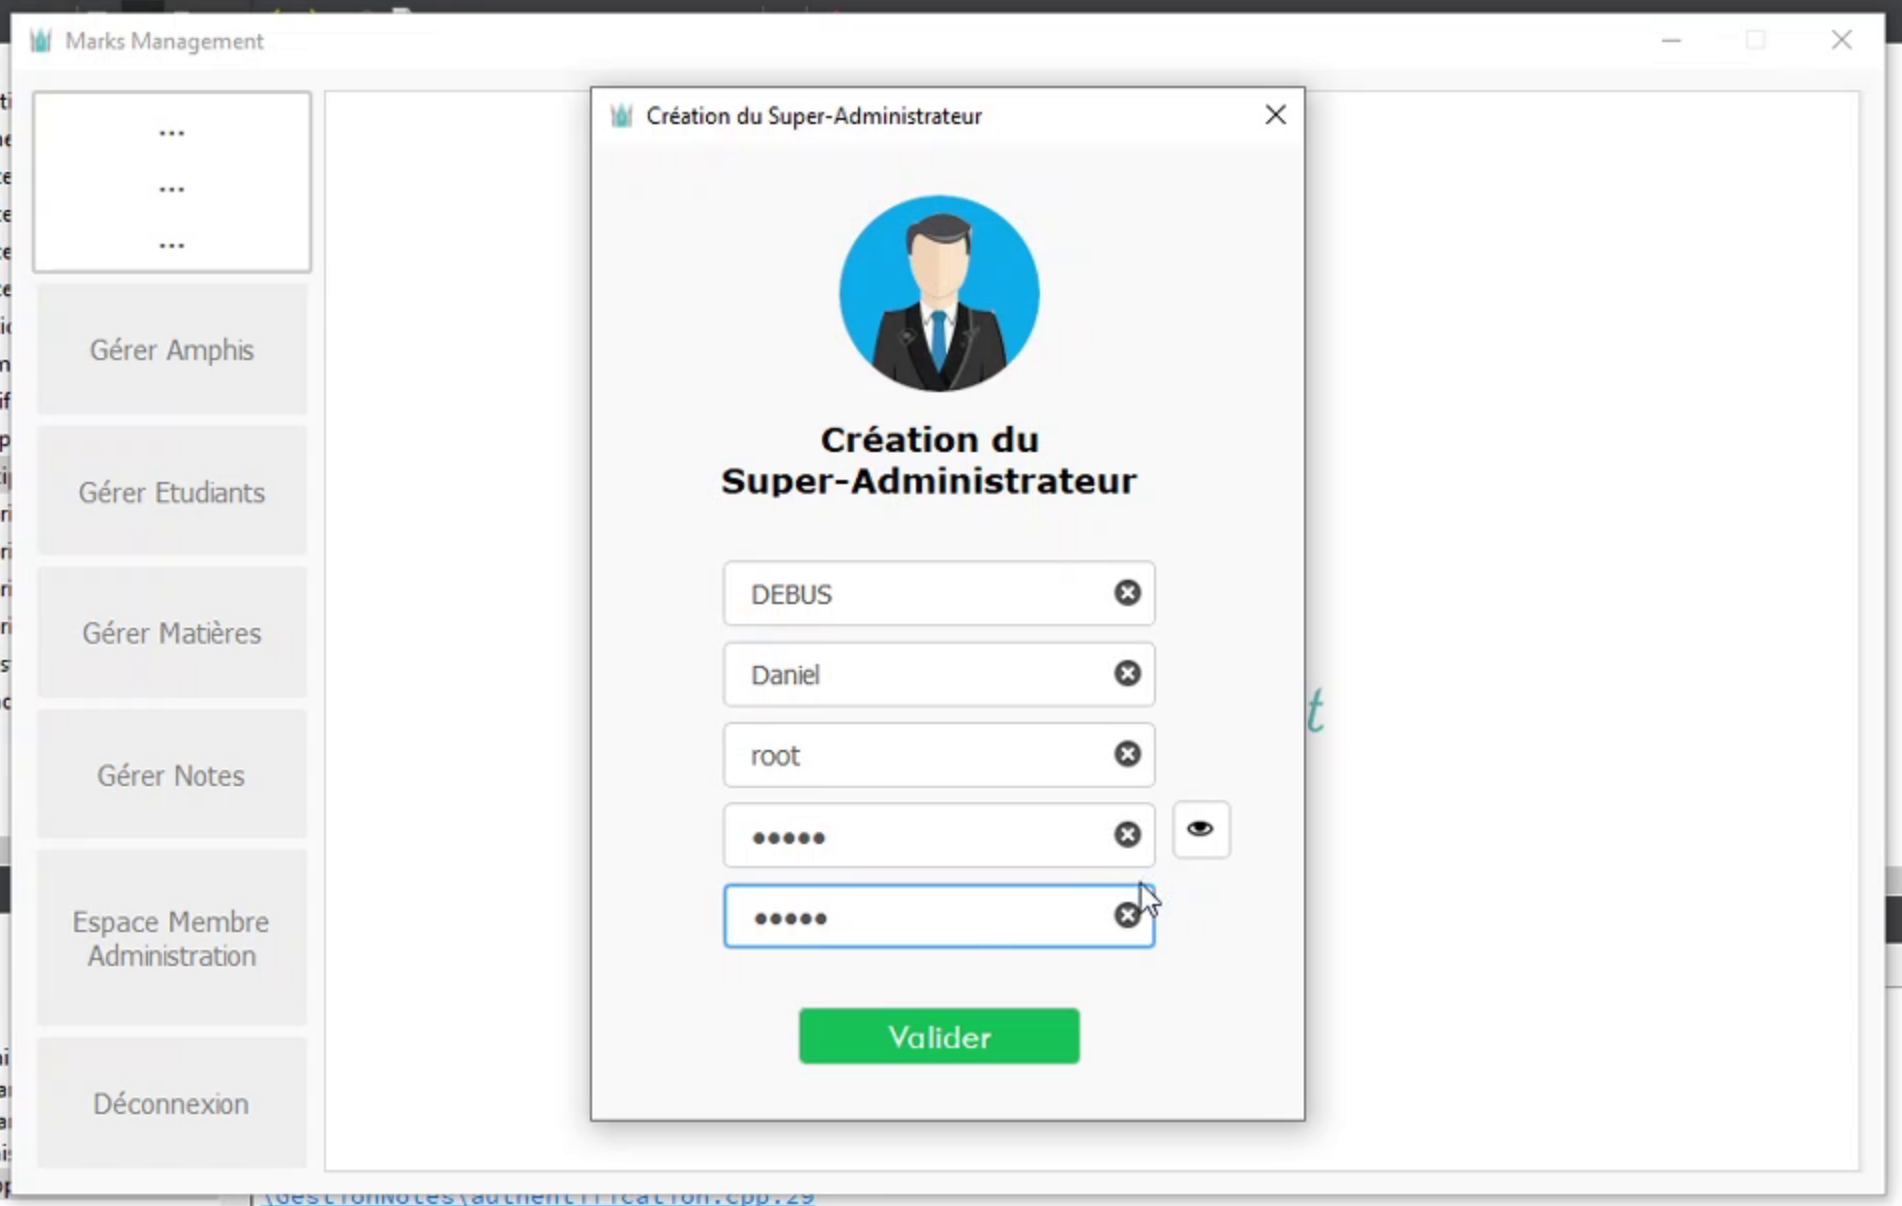 Marks Management
...
...
...
Gérer Amphis
Gérer Etudiants
Gérer Matières
Gérer Notes
Espace Membre
Administration
Déconnexion
Création du Super-Administrateur
Création du
Super-Administrateur
DEBUS
Daniel
root
●●●●●
●●●●●
Valider
t
\GestionNotes\authentification.cpp:29